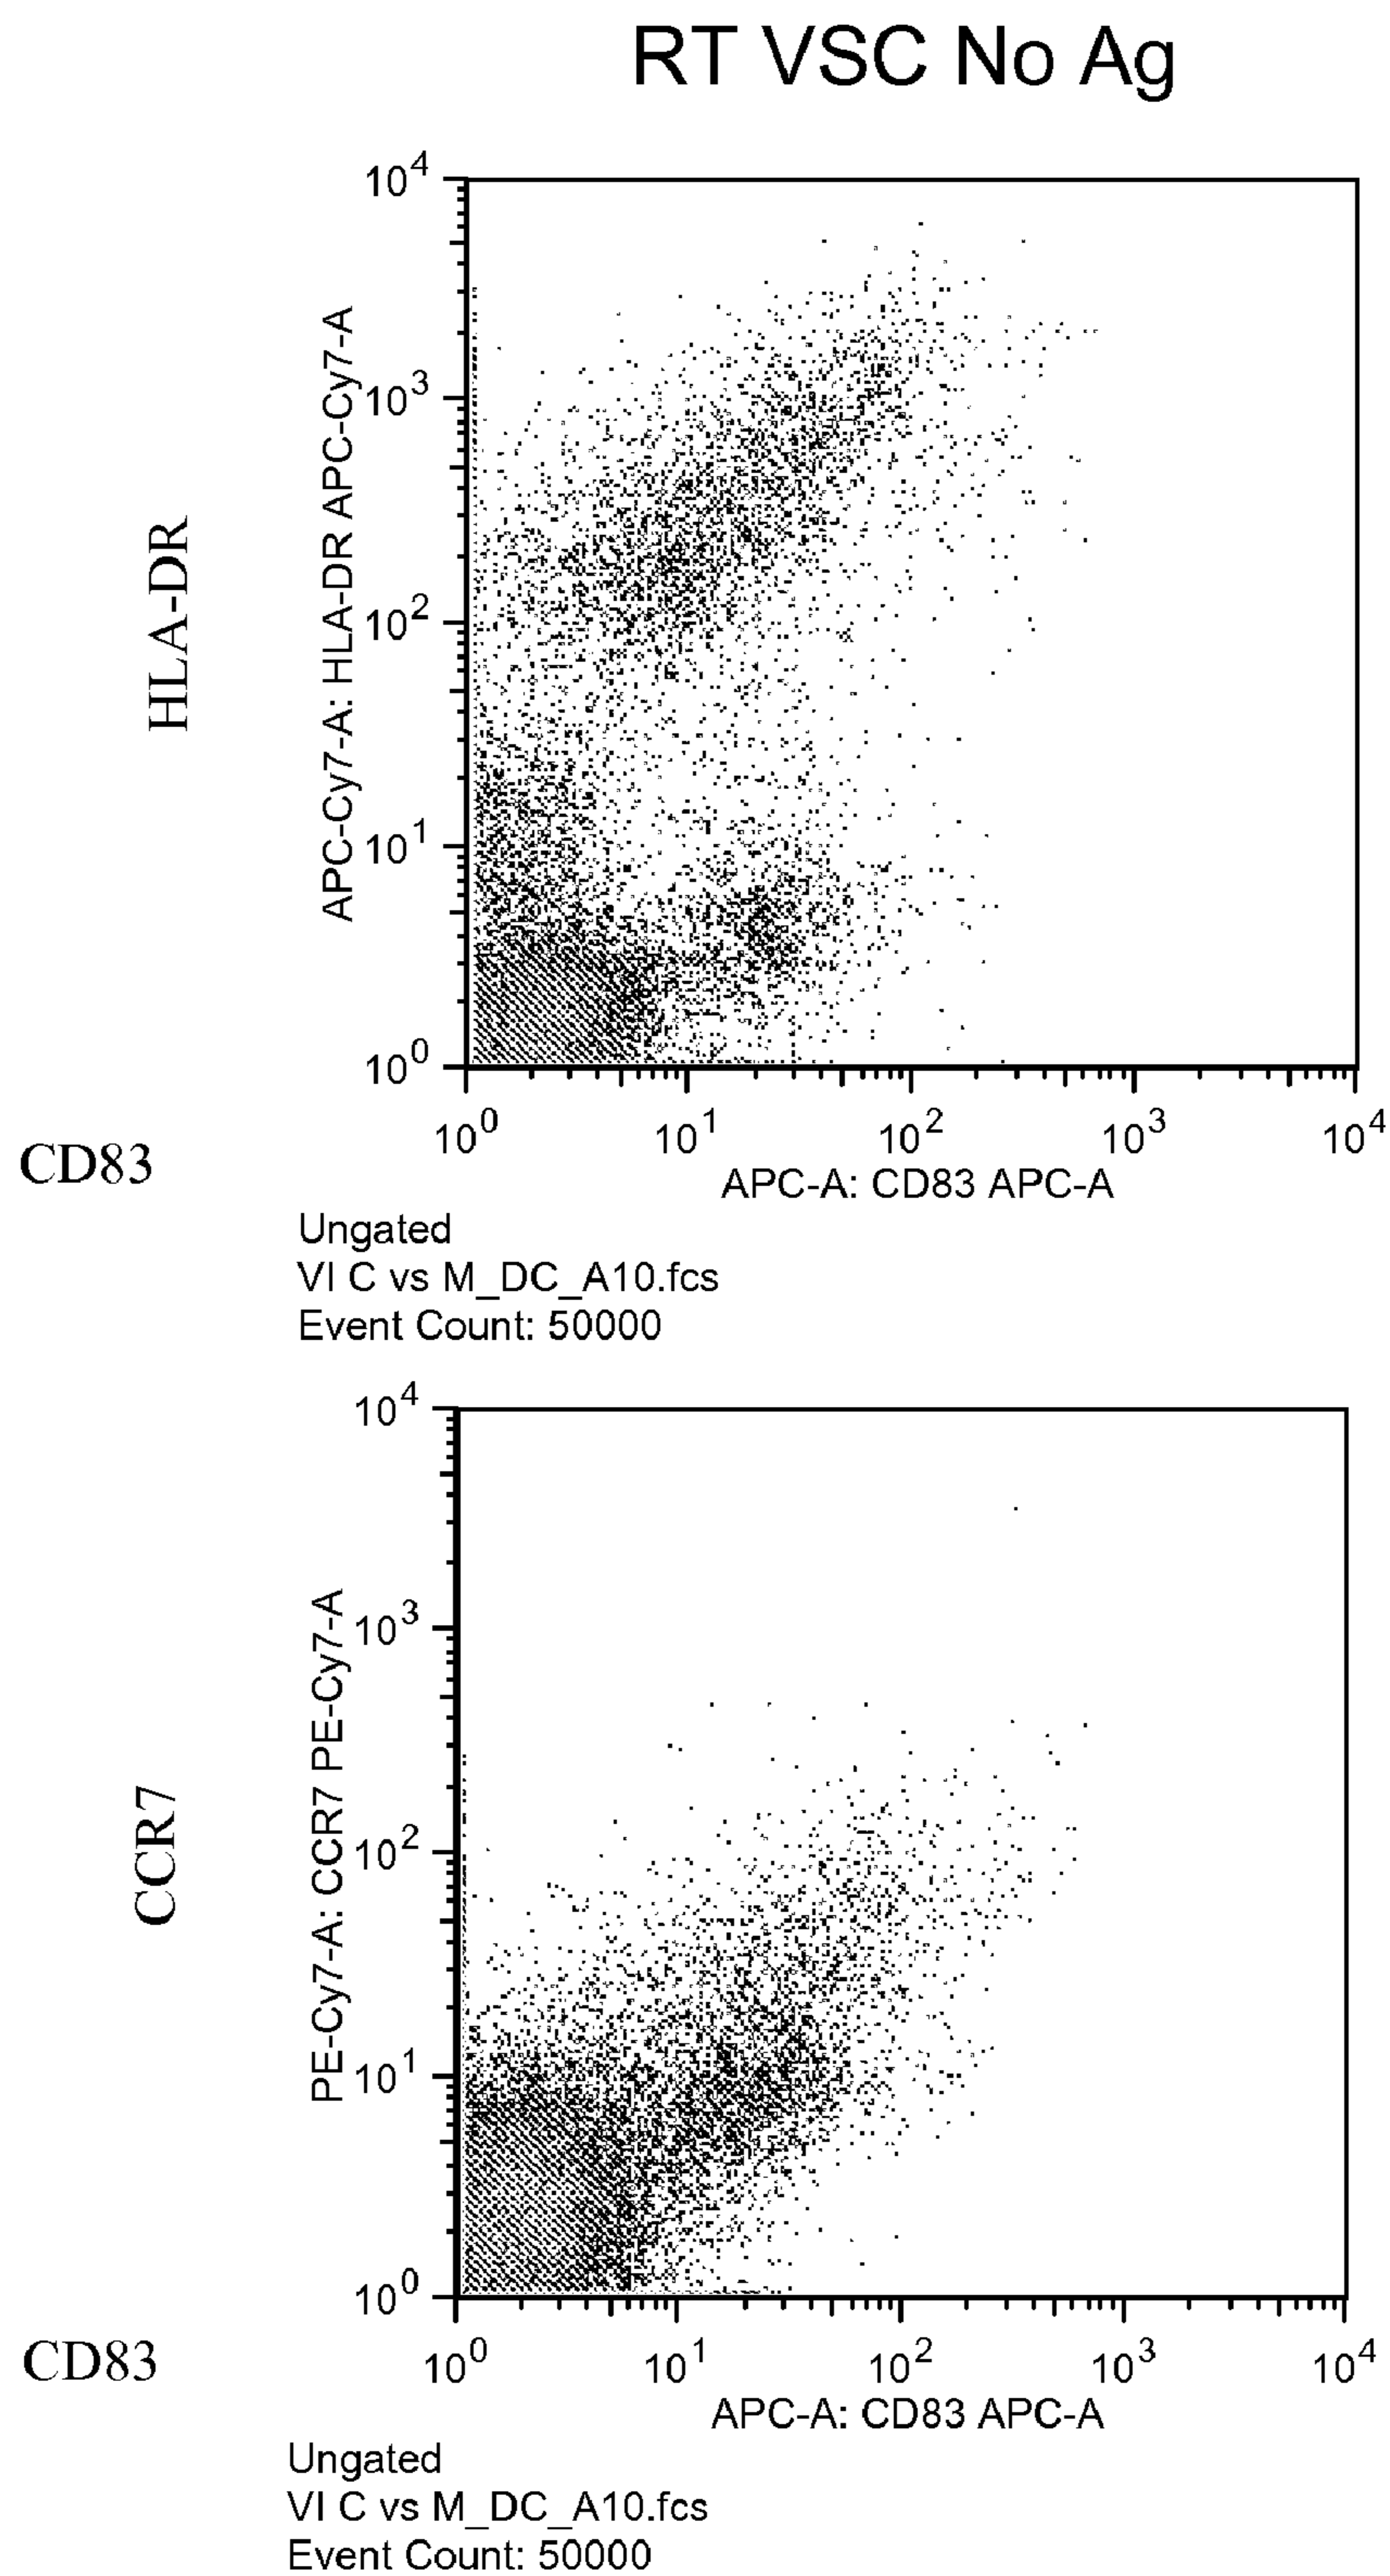 RT VSC No Ag
HLA-DR
APC-Cy7-A: HLA-DR APC-Cy7-A
10^4
10^3
10^2
10^1
10^0
10^0 10^1 10^2 10^3 10^4
CD83
APC-A: CD83 APC-A
Ungated
VI C vs M_DC_A10.fcs
Event Count: 50000
CCR7
PE-Cy7-A: CCR7 PE-Cy7-A
10^4
10^3
10^2
10^1
10^0
10^0 10^1 10^2 10^3 10^4
CD83
APC-A: CD83 APC-A
Ungated
VI C vs M_DC_A10.fcs
Event Count: 50000